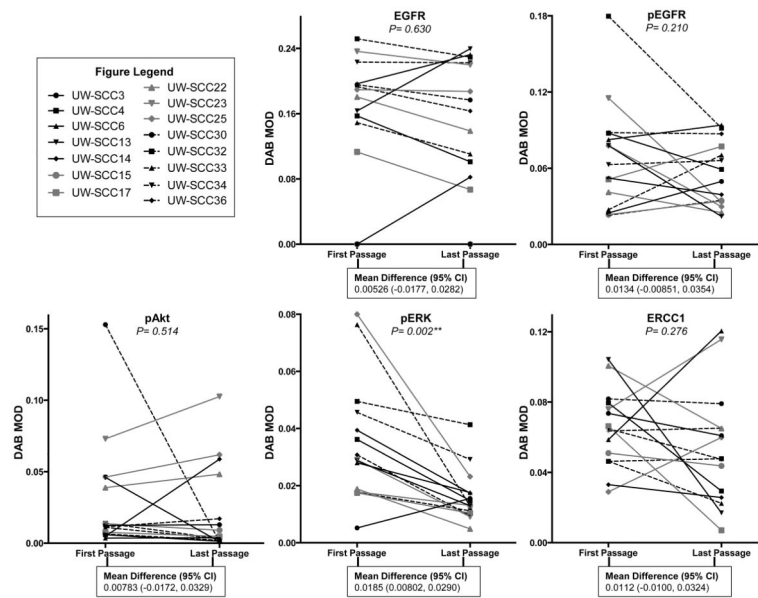 EGFR
P= 0.630
DAB MOD
0.24
0.16
0.08
0.00
First Passage
Last Passage
Mean Difference (95% CI)
0.00526 (-0.0177, 0.0282)
pEGFR
P= 0.210
DAB MOD
0.18
0.12
0.06
0.00
First Passage
Last Passage
Mean Difference (95% CI)
0.0134 (-0.00851, 0.0354)
Figure Legend
UW-SCC3
UW-SCC4
UW-SCC6
UW-SCC13
UW-SCC14
UW-SCC15
UW-SCC17
UW-SCC22
UW-SCC23
UW-SCC25
UW-SCC30
UW-SCC32
UW-SCC33
UW-SCC34
UW-SCC36
pAkt
P= 0.514
DAB MOD
0.15
0.10
0.05
0.00
First Passage
Last Passage
Mean Difference (95% CI)
0.00783 (-0.0172, 0.0329)
pERK
P= 0.002**
DAB MOD
0.08
0.06
0.04
0.02
0.00
First Passage
Last Passage
Mean Difference (95% CI)
0.0185 (0.00802, 0.0290)
ERCC1
P= 0.276
DAB MOD
0.12
0.08
0.04
0.00
First Passage
Last Passage
Mean Difference (95% CI)
0.0112 (-0.0100, 0.0324)